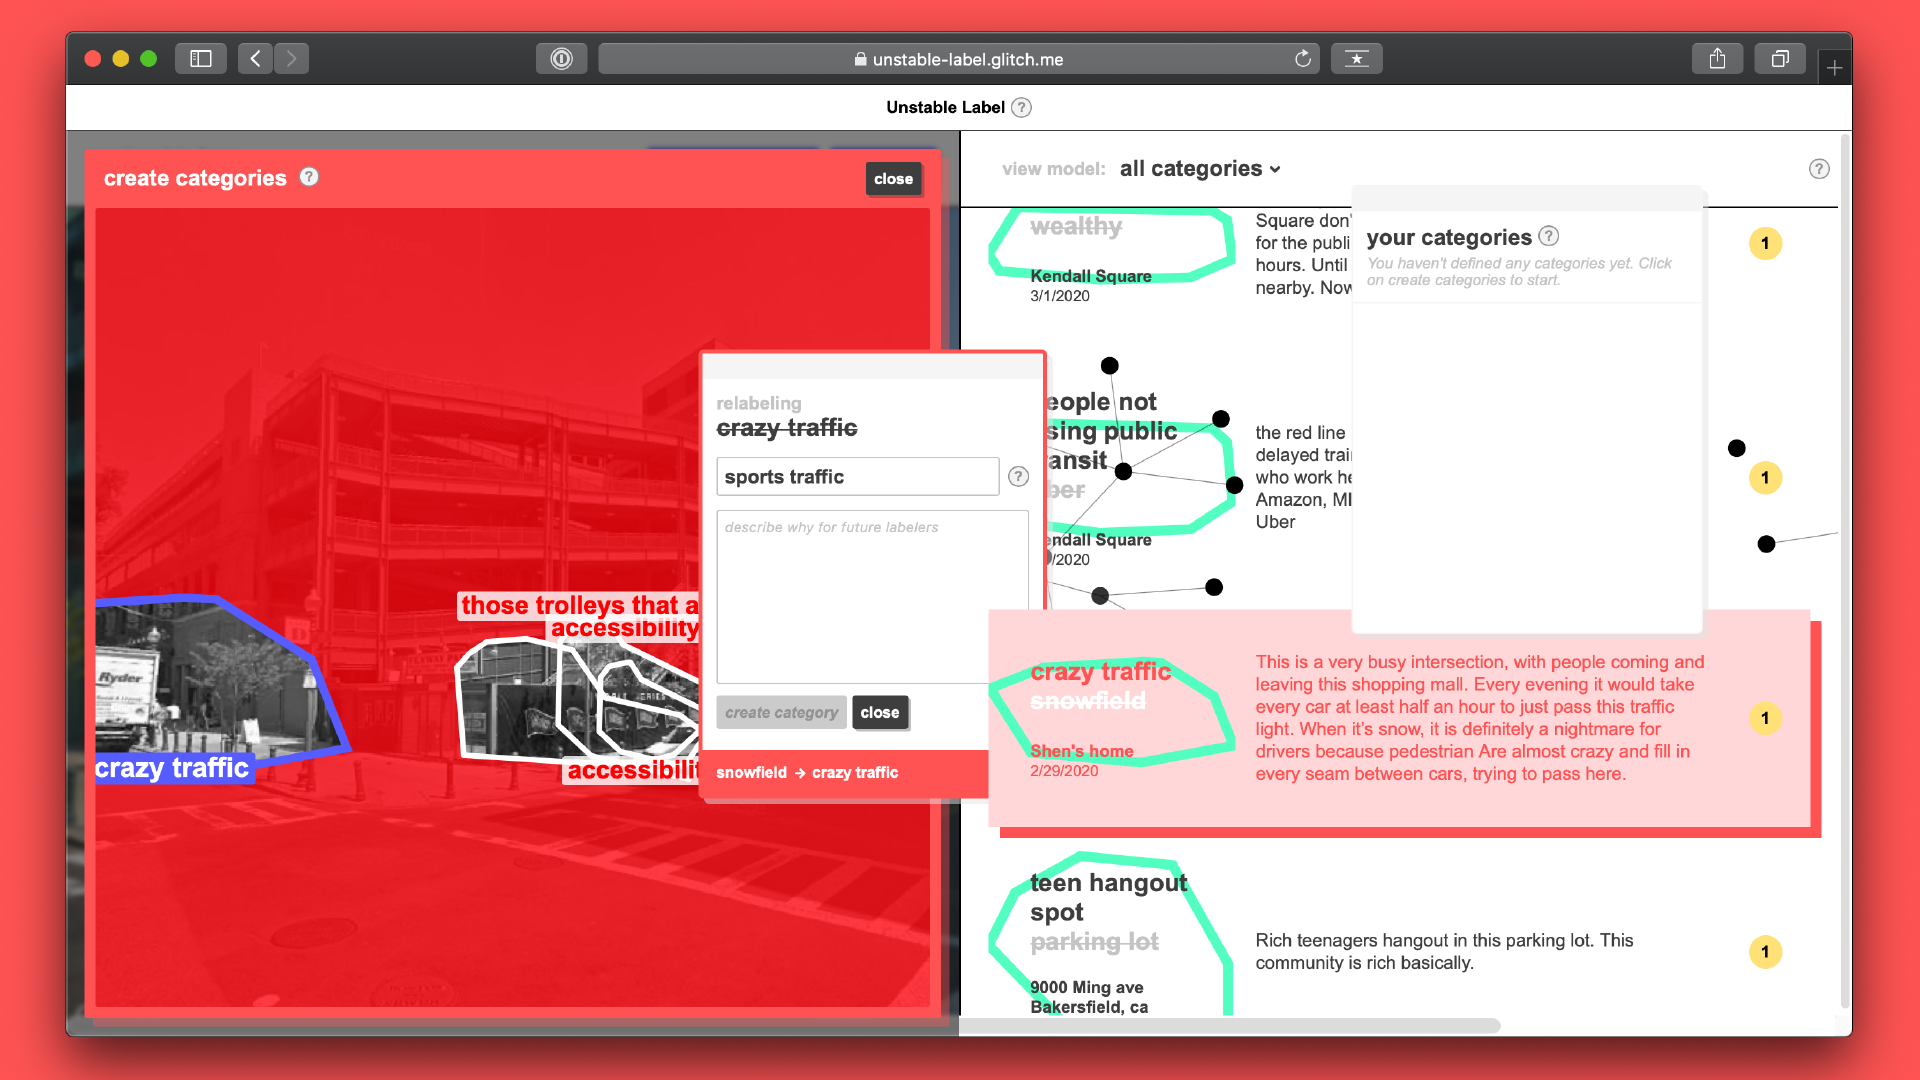 unstable-label.glitch.me
Unstable Label ?
create categories ?
close
Ryder
crazy traffic
those trolleys that a
accessibility
accessibilit
relabeling
crazy traffic
sports traffic
?
describe why for future labelers
create category
close
snowfield → crazy traffic
view model: all categories
?
wealthy
Kendall Square
3/1/2020
Square don'
for the publi
hours. Until
nearby. Now
1
your categories ?
You haven't defined any categories yet. Click
on create categories to start.
eople not
sing public
ansit
ber
endall Square
/2020
the red line
delayed trai
who work he
Amazon, MI
Uber
1
crazy traffic
snowfield
Shen's home
2/29/2020
This is a very busy intersection, with people coming and
leaving this shopping mall. Every evening it would take
every car at least half an hour to just pass this traffic
light. When it's snow, it is definitely a nightmare for
drivers because pedestrian Are almost crazy and fill in
every seam between cars, trying to pass here.
1
teen hangout
spot
parking lot
9000 Ming ave
Bakersfield, ca
Rich teenagers hangout in this parking lot. This
community is rich basically.
1